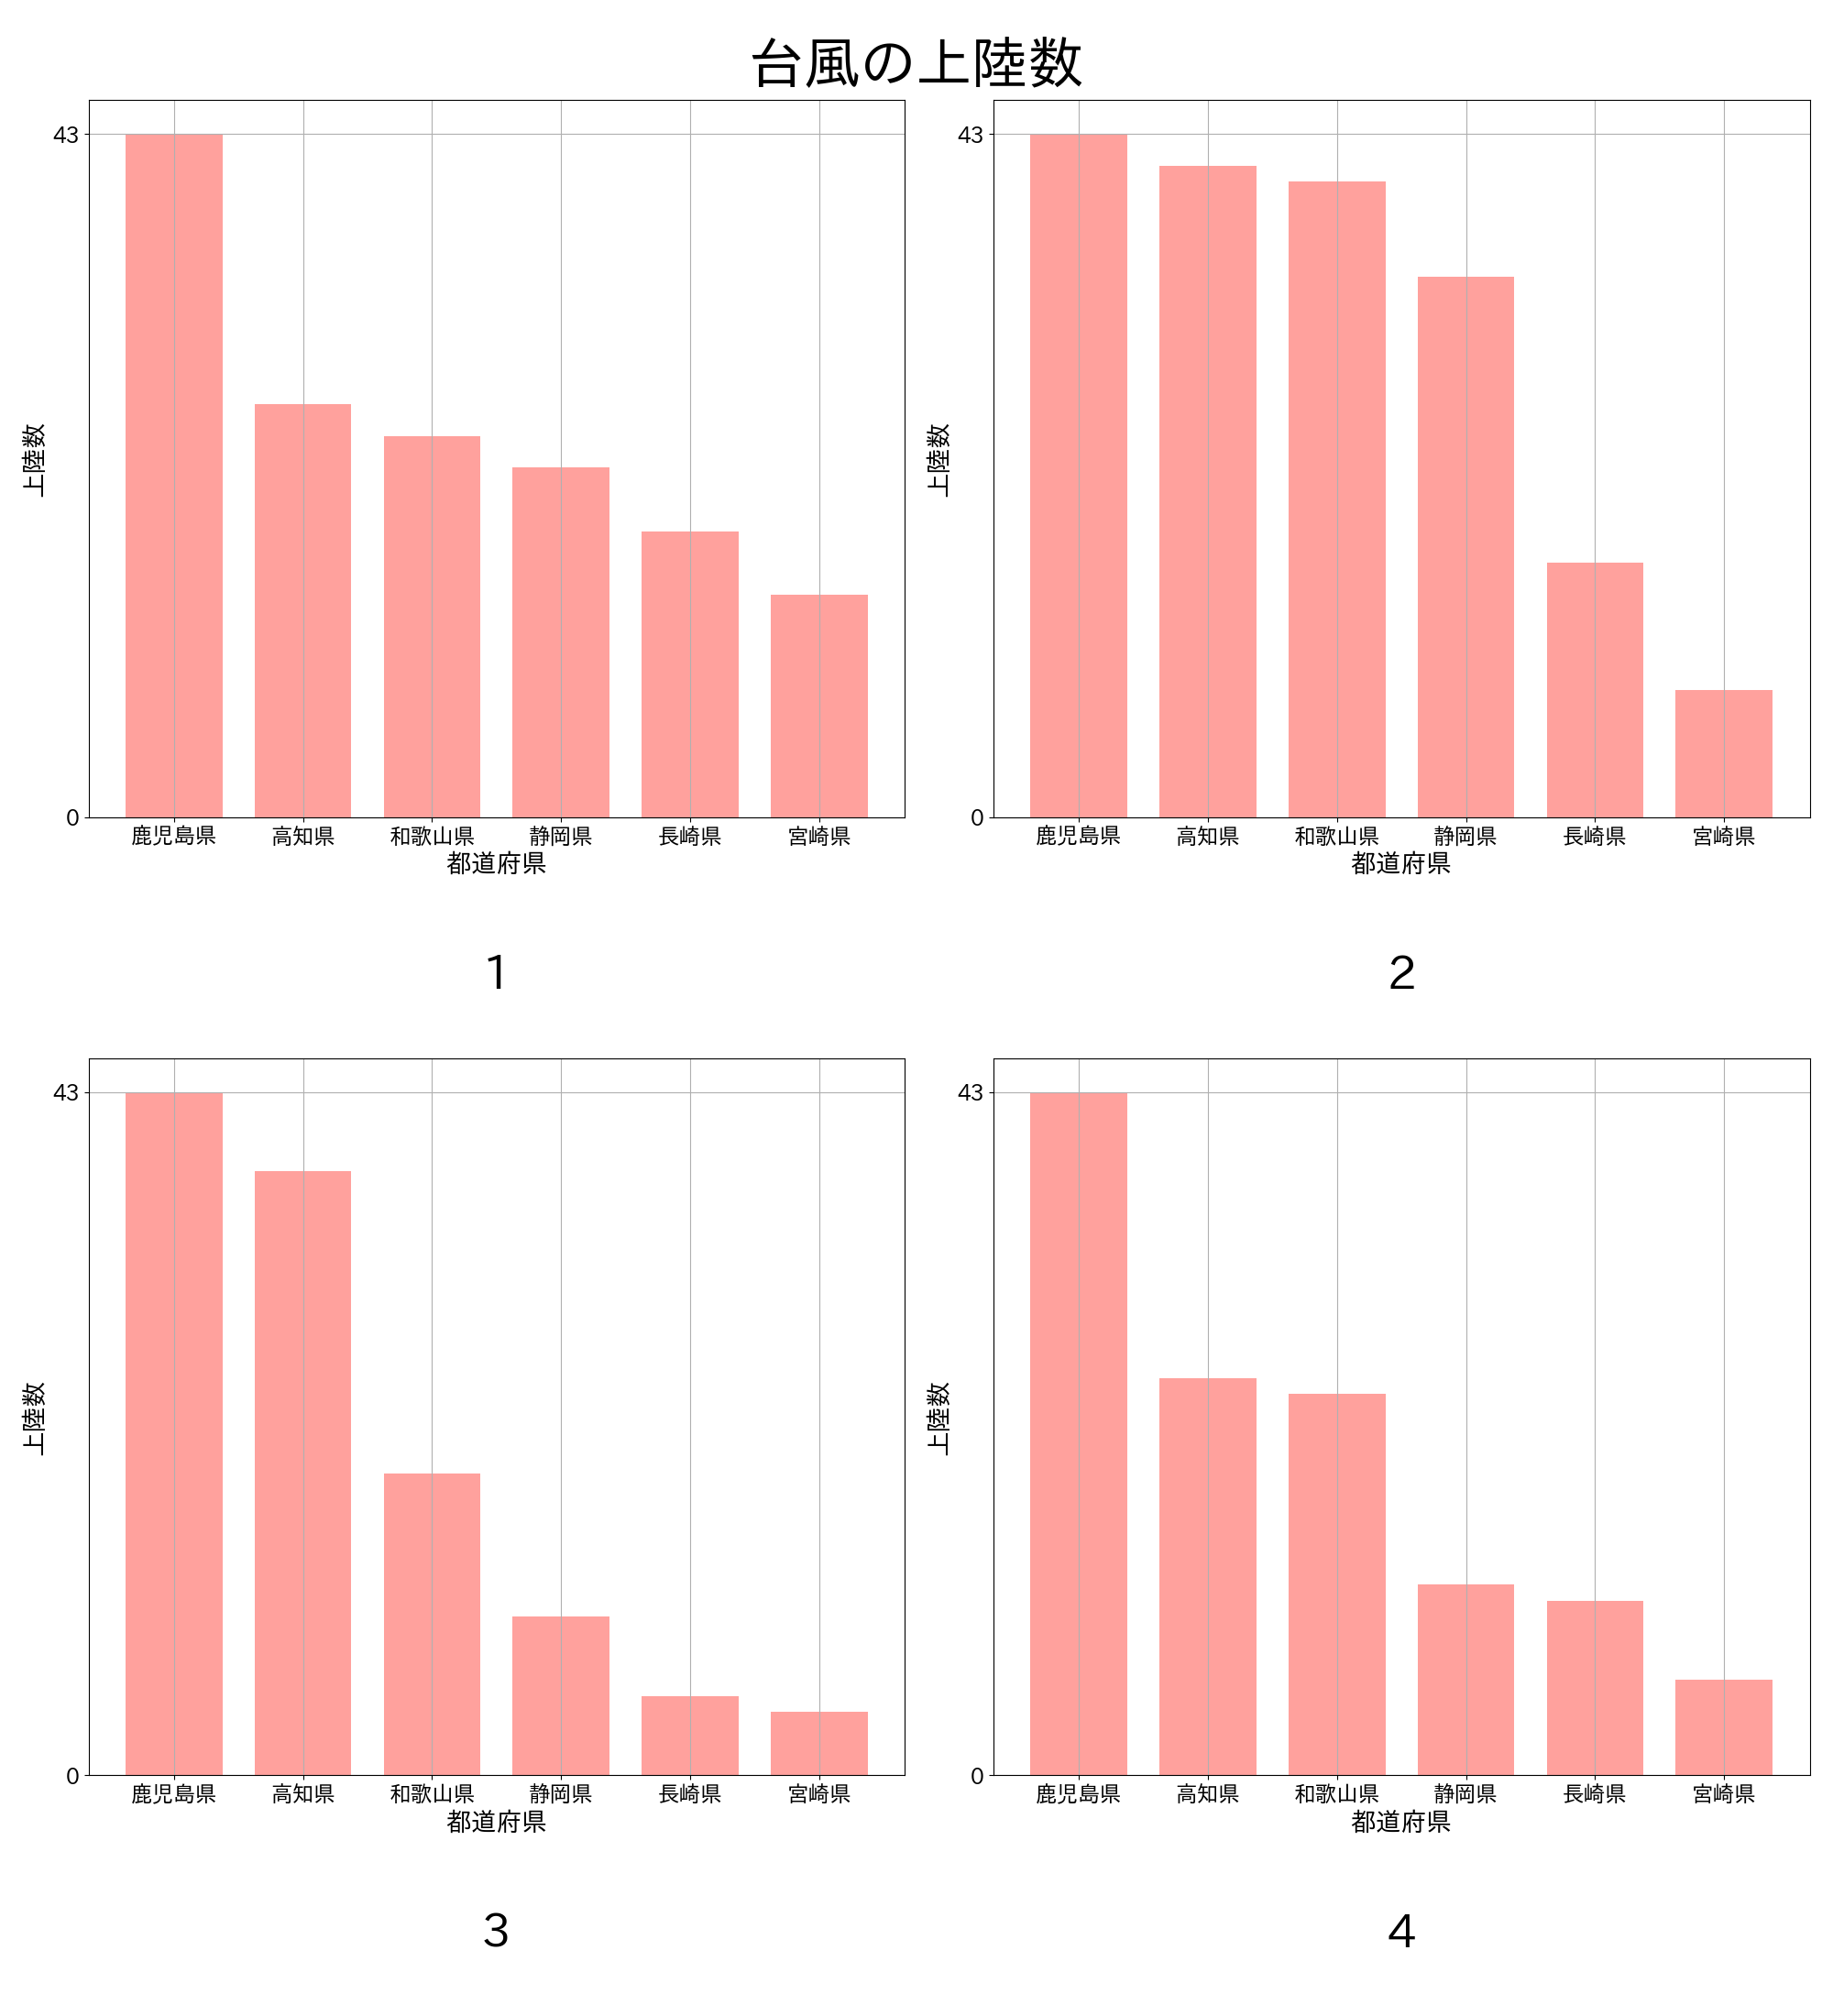 台風の上陸数
43
0
上陸数
鹿児島県 高知県 和歌山県 静岡県 長崎県 宮崎県
都道府県
1
43
0
上陸数
鹿児島県 高知県 和歌山県 静岡県 長崎県 宮崎県
都道府県
2
43
0
上陸数
鹿児島県 高知県 和歌山県 静岡県 長崎県 宮崎県
都道府県
3
43
0
上陸数
鹿児島県 高知県 和歌山県 静岡県 長崎県 宮崎県
都道府県
4